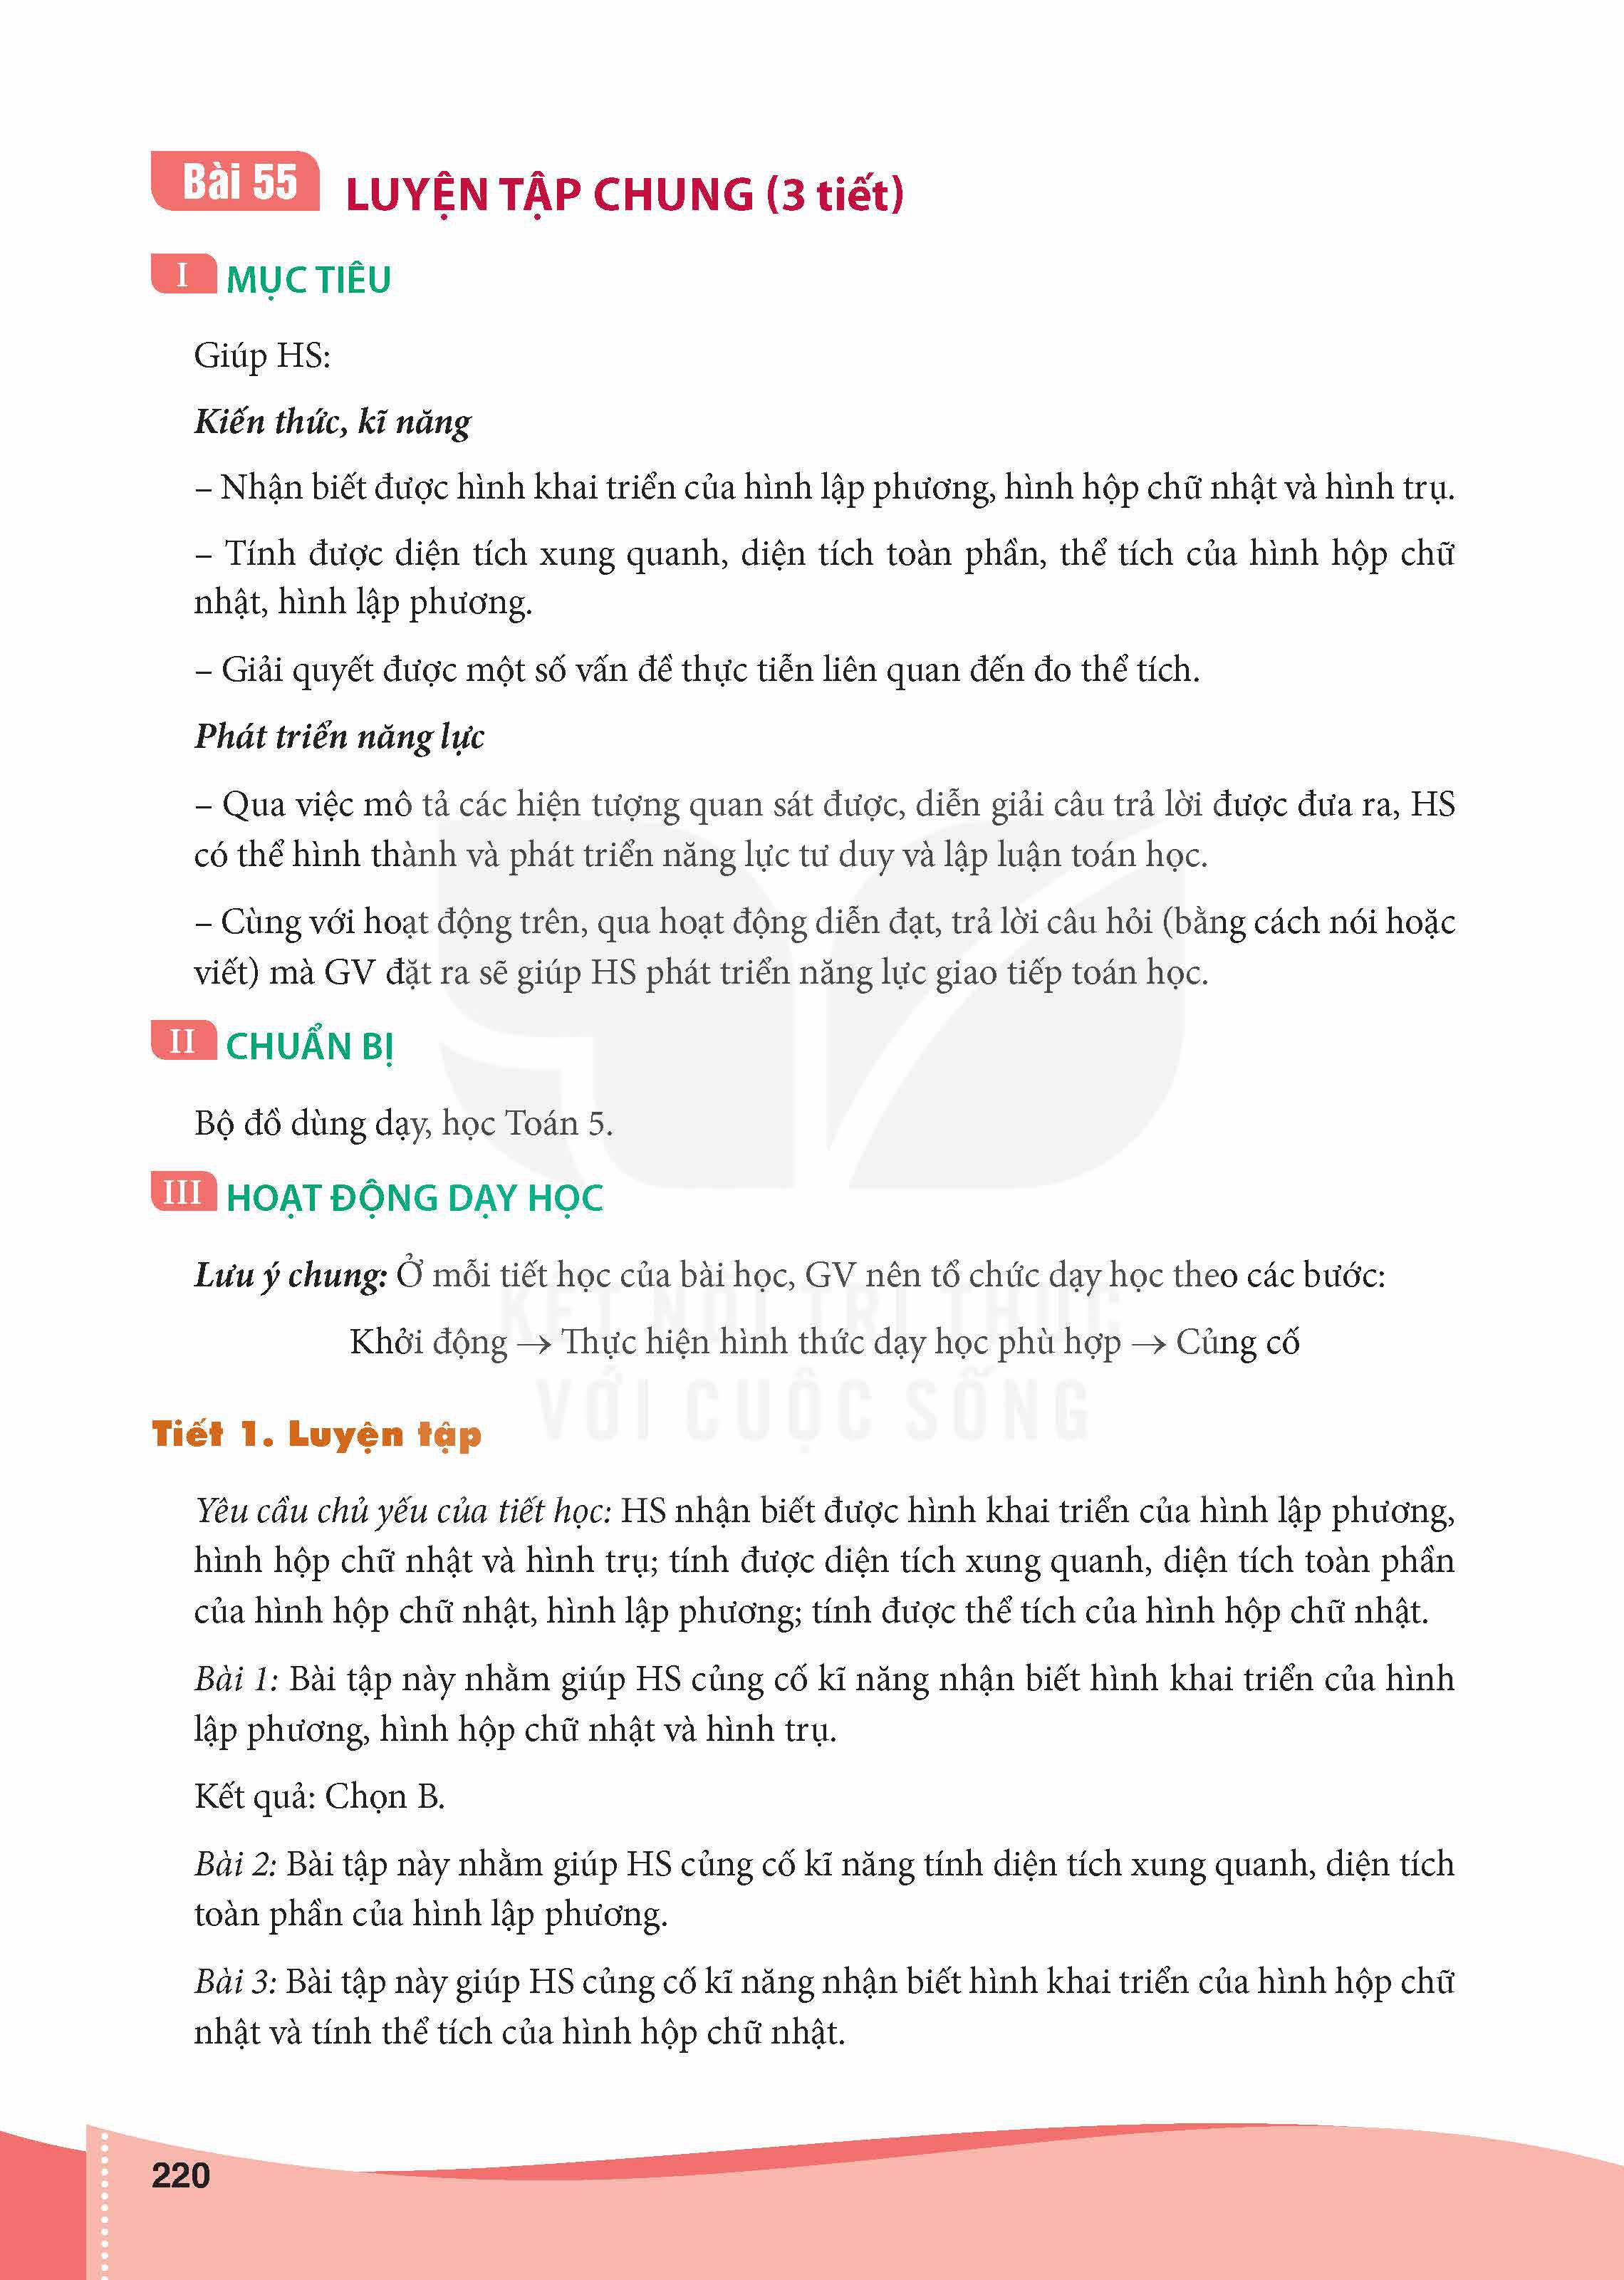 Bài 55
LUYỆN TẬP CHUNG (3 tiết)
I
MỤC TIÊU
Giúp HS:
Kiến thức, kĩ năng
– Nhận biết được hình khai triển của hình lập phương, hình hộp chữ nhật và hình trụ.
– Tính được diện tích xung quanh, diện tích toàn phần, thể tích của hình hộp chữ
nhật, hình lập phương.
– Giải quyết được một số vấn đề thực tiễn liên quan đến đo thể tích.
Phát triển năng lực
– Qua việc mô tả các hiện tượng quan sát được, diễn giải câu trả lời được đưa ra, HS
có thể hình thành và phát triển năng lực tư duy và lập luận toán học.
– Cùng với hoạt động trên, qua hoạt động diễn đạt, trả lời câu hỏi (bằng cách nói hoặc
viết) mà GV đặt ra sẽ giúp HS phát triển năng lực giao tiếp toán học.
II
CHUẨN BỊ
Bộ đồ dùng dạy, học Toán 5.
III
HOẠT ĐỘNG DẠY HỌC
Lưu ý chung: Ở mỗi tiết học của bài học, GV nên tổ chức dạy học theo các bước:
KẾT NỐI TRI THỨC
Khởi động → Thực hiện hình thức dạy học phù hợp → Củng cố
VỚI CUỘC SỐNG
Tiết 1. Luyện tập
Yêu cầu chủ yếu của tiết học: HS nhận biết được hình khai triển của hình lập phương,
hình hộp chữ nhật và hình trụ; tính được diện tích xung quanh, diện tích toàn phần
của hình hộp chữ nhật, hình lập phương; tính được thể tích của hình hộp chữ nhật.
Bài 1: Bài tập này nhằm giúp HS củng cố kĩ năng nhận biết hình khai triển của hình
lập phương, hình hộp chữ nhật và hình trụ.
Kết quả: Chọn B.
Bài 2: Bài tập này nhằm giúp HS củng cố kĩ năng tính diện tích xung quanh, diện tích
toàn phần của hình lập phương.
Bài 3: Bài tập này giúp HS củng cố kĩ năng nhận biết hình khai triển của hình hộp chữ
nhật và tính thể tích của hình hộp chữ nhật.
220